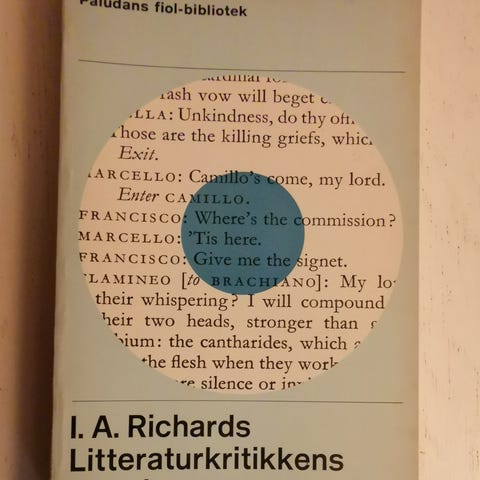 Paludans fiol-bibliotek
rash vow will beget
LLA: Unkindness, do thy
those are the killing griefs, which
Exit.
MARCELLO: Camillo's come, my lord.
Enter CAMILLO.
FRANCISCO: Where's the commission?
MARCELLO: 'Tis here.
FRANCISCO: Give me the signet.
FLAMINEO [to BRACHIANO]: My lo
their whispering? I will compound
heir two heads, stronger than
bium: the cantharides, which
the flesh when they work
silence or
I. A. Richards
Litteraturkritikkens